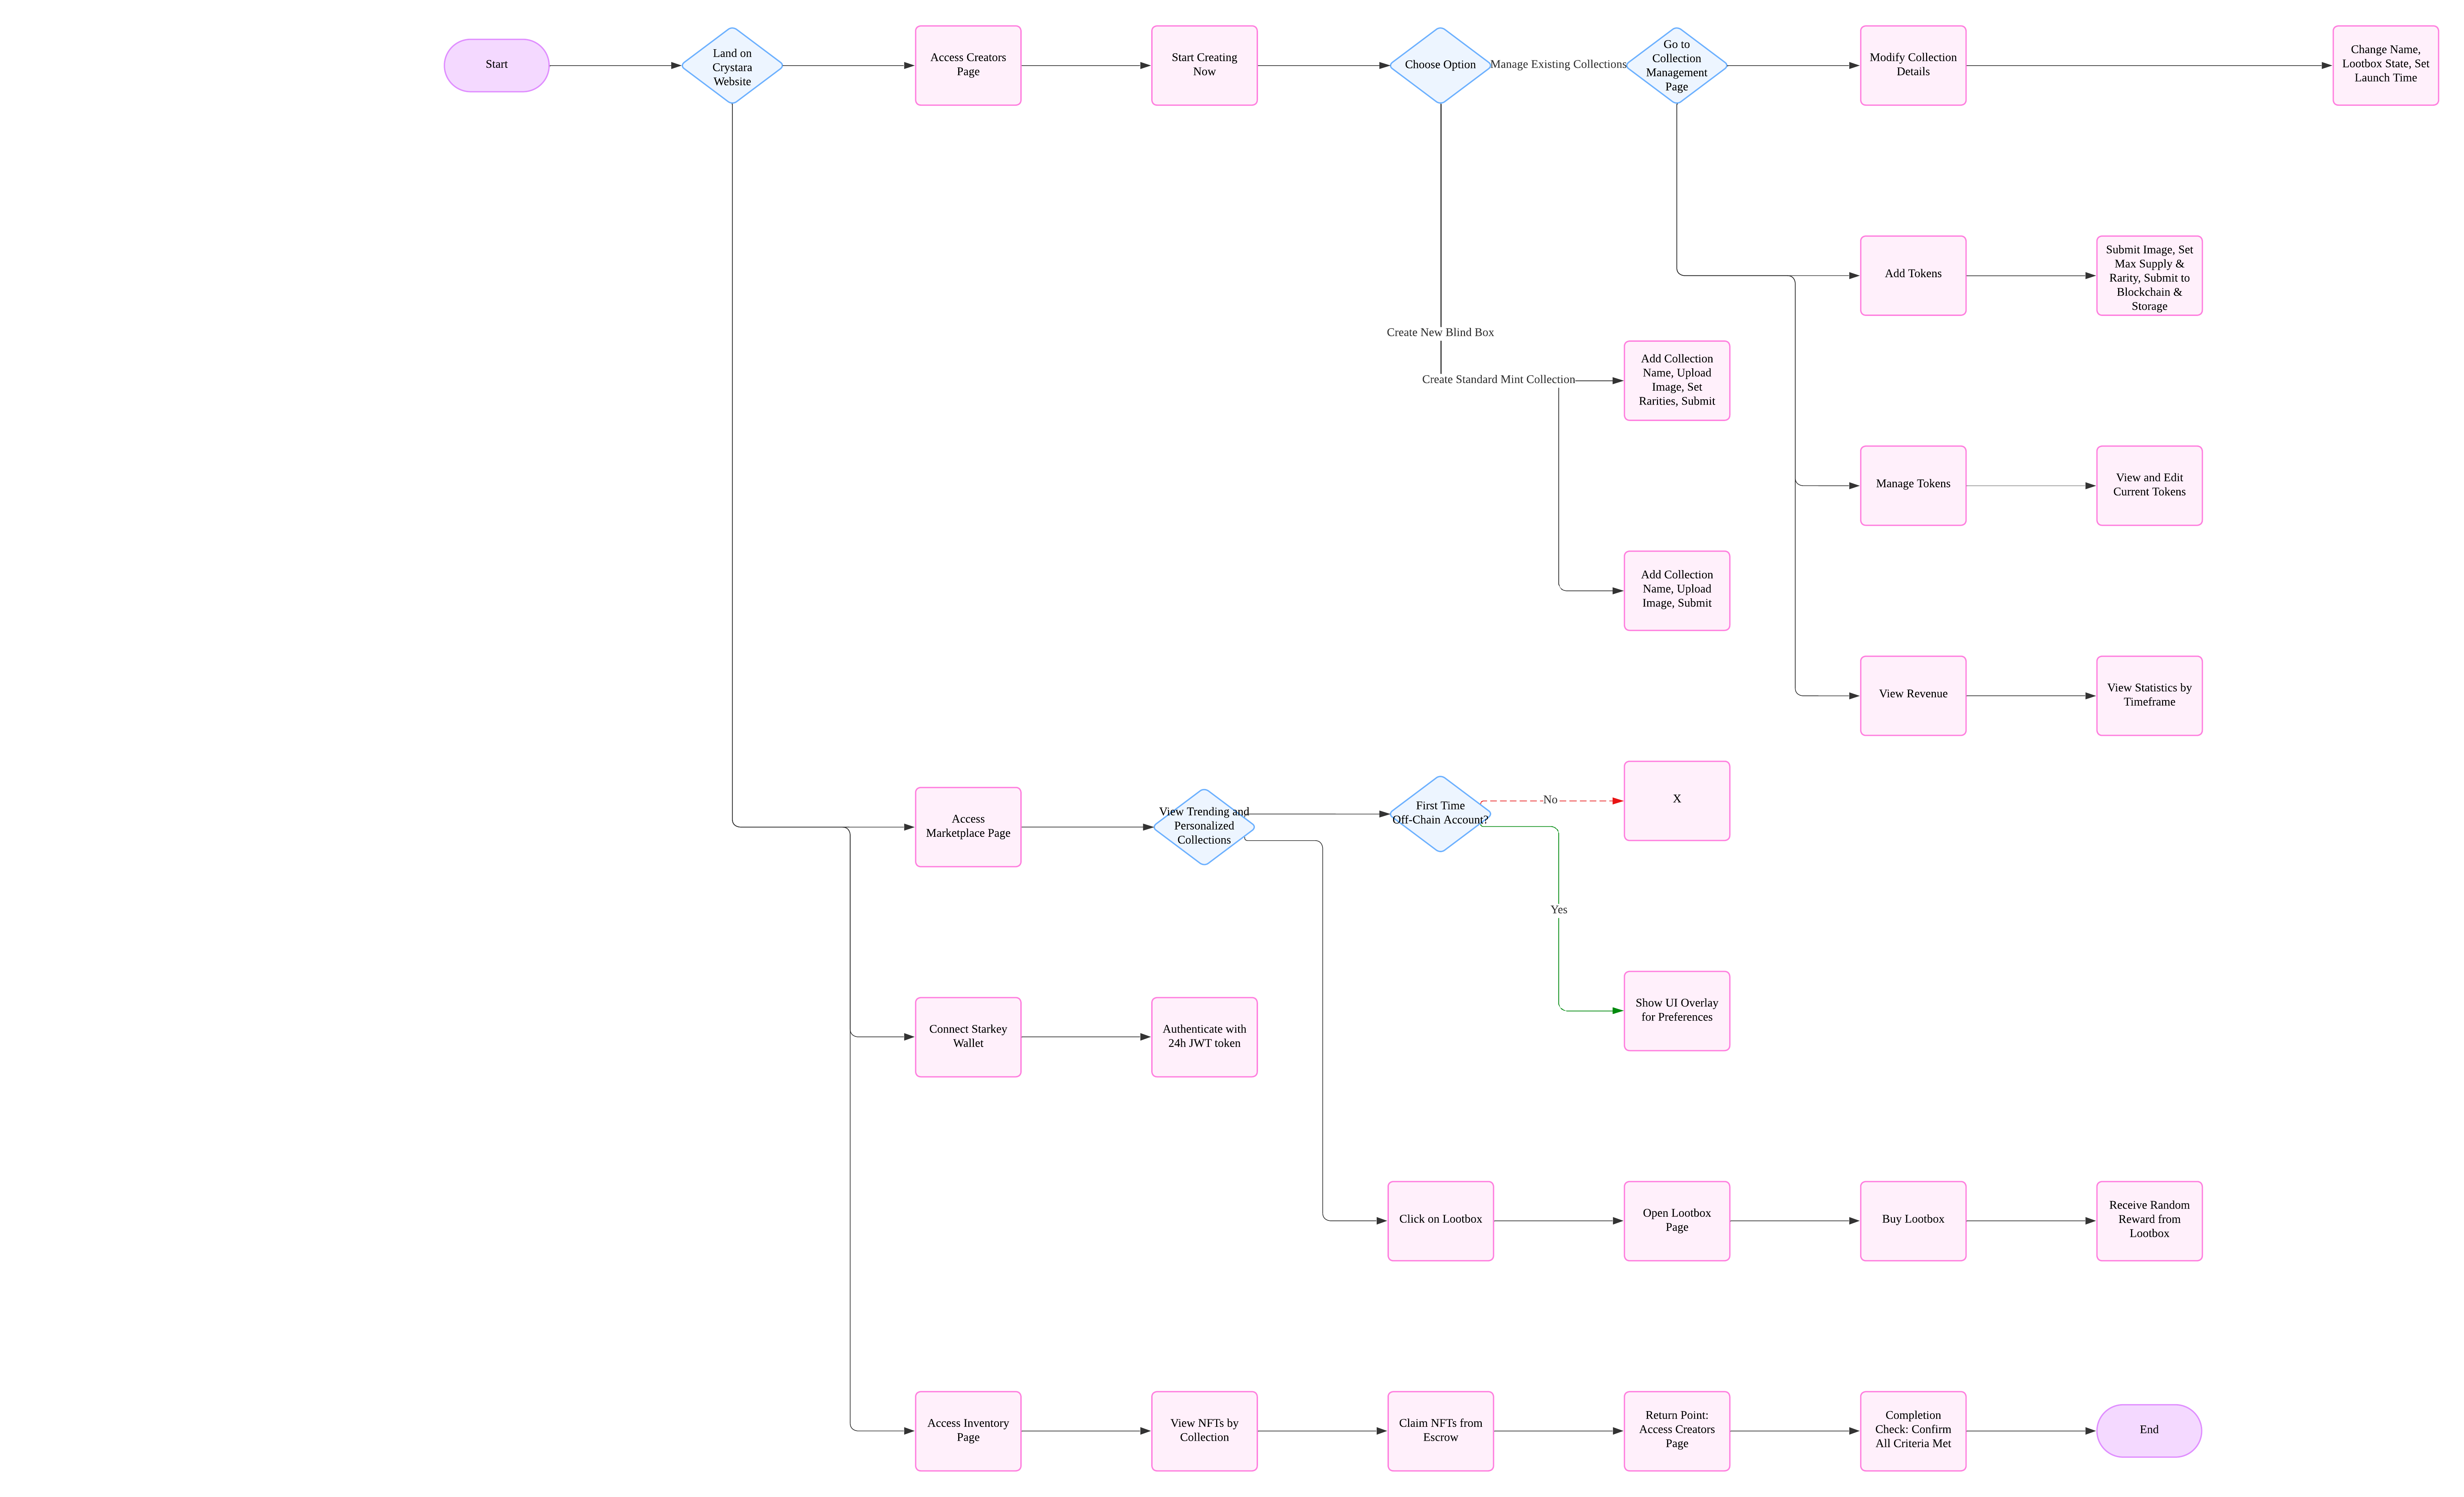 Start
Land on
Crystara
Website
Access Creators
Page
Start Creating
Now
Choose Option
Manage Existing Collections
Go to
Collection
Management
Page
Modify Collection
Details
Change Name,
Lootbox State, Set
Launch Time
Add Tokens
Submit Image, Set
Max Supply &
Rarity, Submit to
Blockchain &
Storage
Create New Blind Box
Create Standard Mint Collection
Add Collection
Name, Upload
Image, Set
Rarities, Submit
Manage Tokens
View and Edit
Current Tokens
Add Collection
Name, Upload
Image, Submit
View Revenue
View Statistics by
Timeframe
Access
Marketplace Page
View Trending and
Personalized
Collections
First Time
Off-Chain Account?
No
X
Yes
Show UI Overlay
for Preferences
Connect Starkey
Wallet
Authenticate with
24h JWT token
Click on Lootbox
Open Lootbox
Page
Buy Lootbox
Receive Random
Reward from
Lootbox
Access Inventory
Page
View NFTs by
Collection
Claim NFTs from
Escrow
Return Point:
Access Creators
Page
Completion
Check: Confirm
All Criteria Met
End